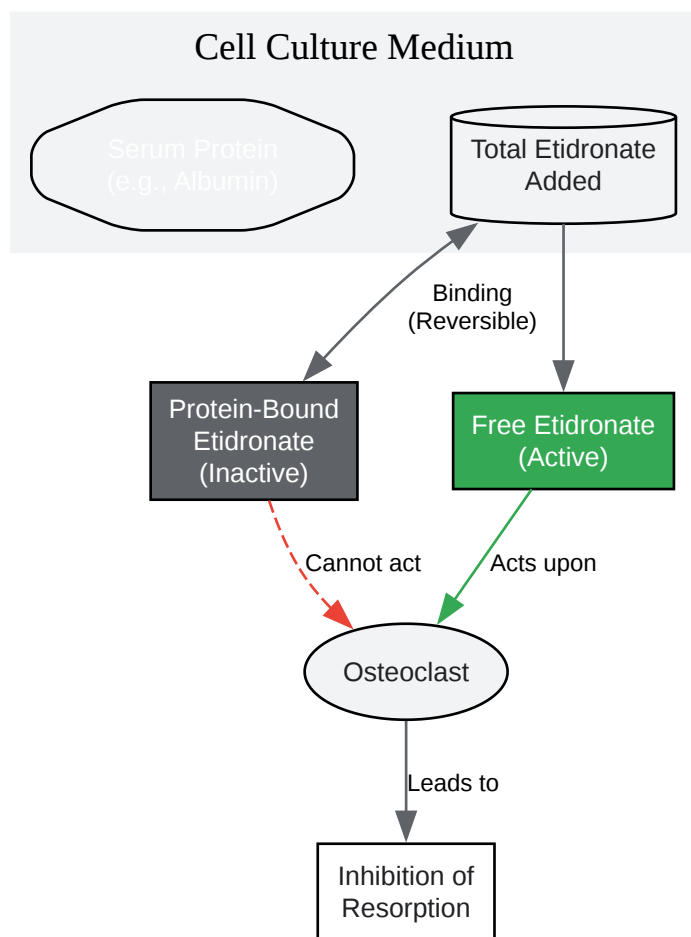 Cell Culture Medium
Serum Protein
(e.g., Albumin)
Total Etidronate
Added
Binding
(Reversible)
Protein-Bound
Etidronate
(Inactive)
Free Etidronate
(Active)
Cannot act
Acts upon
Osteoclast
Leads to
Inhibition of
Resorption